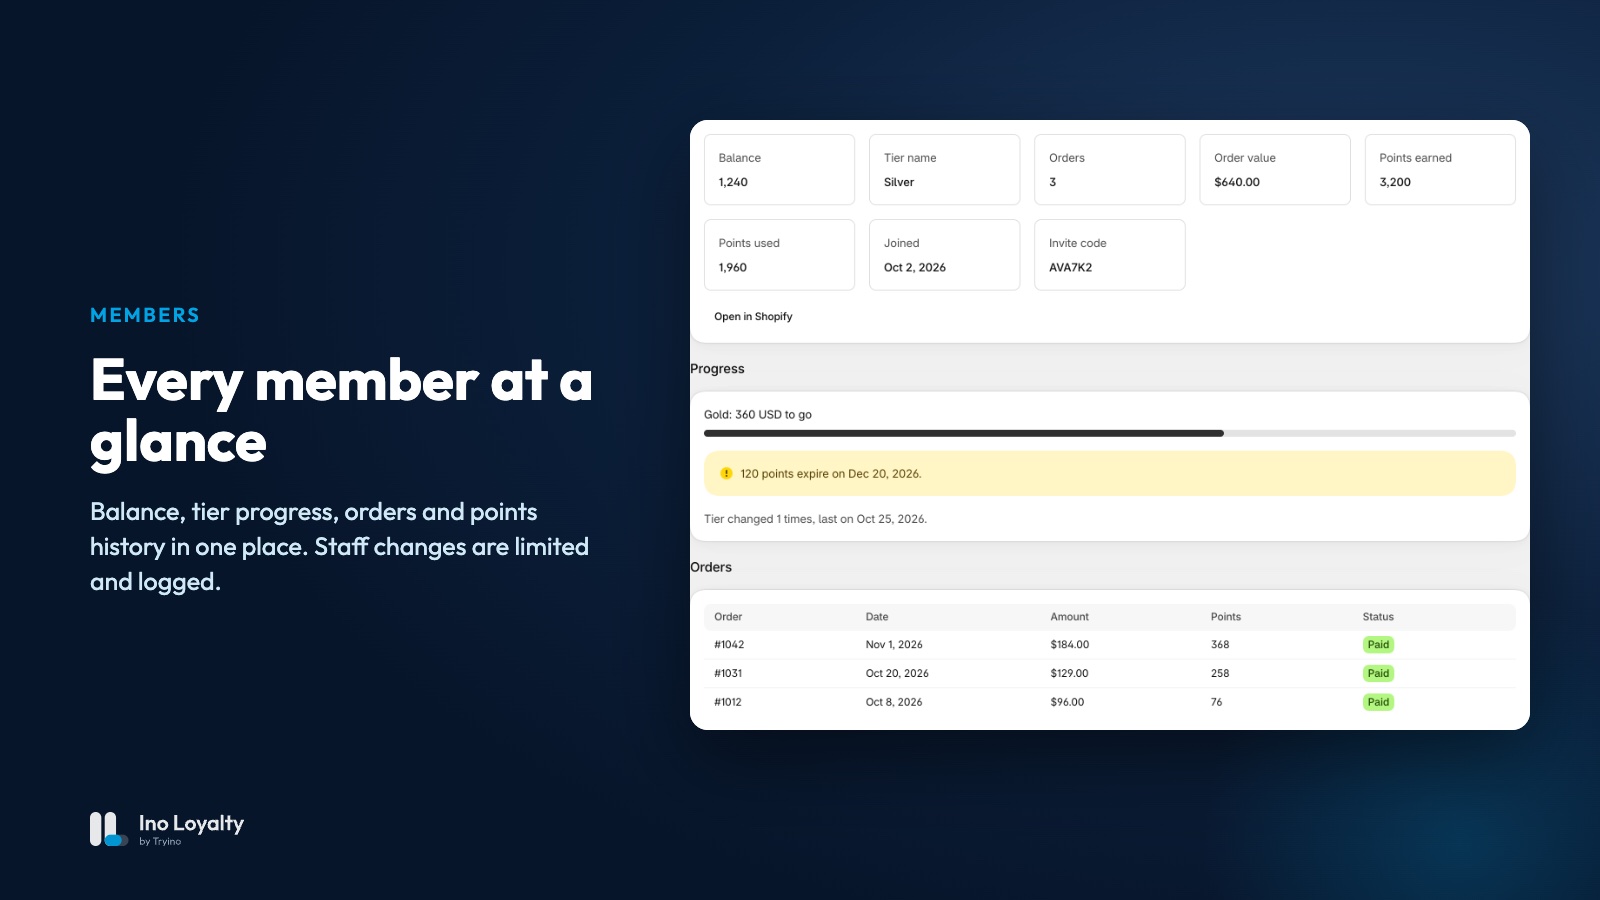 MEMBERS
Every member at a
glance
Balance, tier progress, orders and points
history in one place. Staff changes are limited
and logged.
Ino Loyalty
by Tryino
Balance
1,240
Tier name
Silver
Orders
3
Order value
$640.00
Points earned
3,200
Points used
1,960
Joined
Oct 2, 2026
Invite code
AVA7K2
Open in Shopify
Progress
Gold: 360 USD to go
120 points expire on Dec 20, 2026.
Tier changed 1 times, last on Oct 25, 2026.
Orders
Order Date Amount Points Status
#1042 Nov 1, 2026 $184.00 368 Paid
#1031 Oct 20, 2026 $129.00 258 Paid
#1012 Oct 8, 2026 $96.00 76 Paid